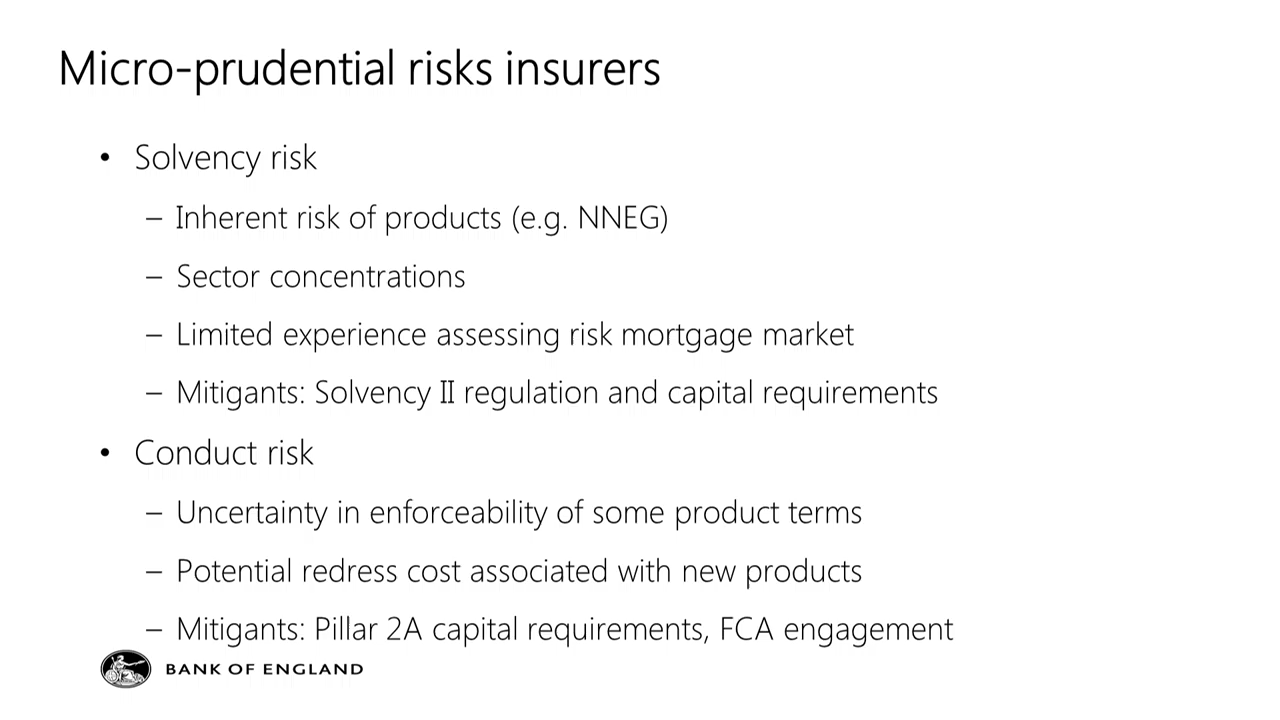 Micro-prudential risks insurers
• Solvency risk
– Inherent risk of products (e.g. NNEG)
– Sector concentrations
– Limited experience assessing risk mortgage market
– Mitigants: Solvency II regulation and capital requirements
• Conduct risk
– Uncertainty in enforceability of some product terms
– Potential redress cost associated with new products
– Mitigants: Pillar 2A capital requirements, FCA engagement
BANK OF ENGLAND